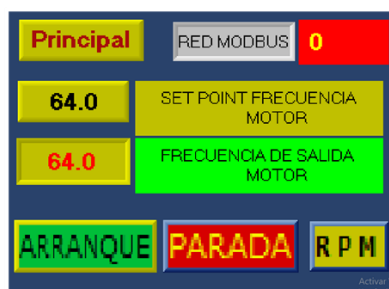 Principal
RED MODBUS
0
64.0
SET POINT FRECUENCIA
MOTOR
64.0
FRECUENCIA DE SALIDA
MOTOR
ARRANQUE
PARADA
R P M
Activar